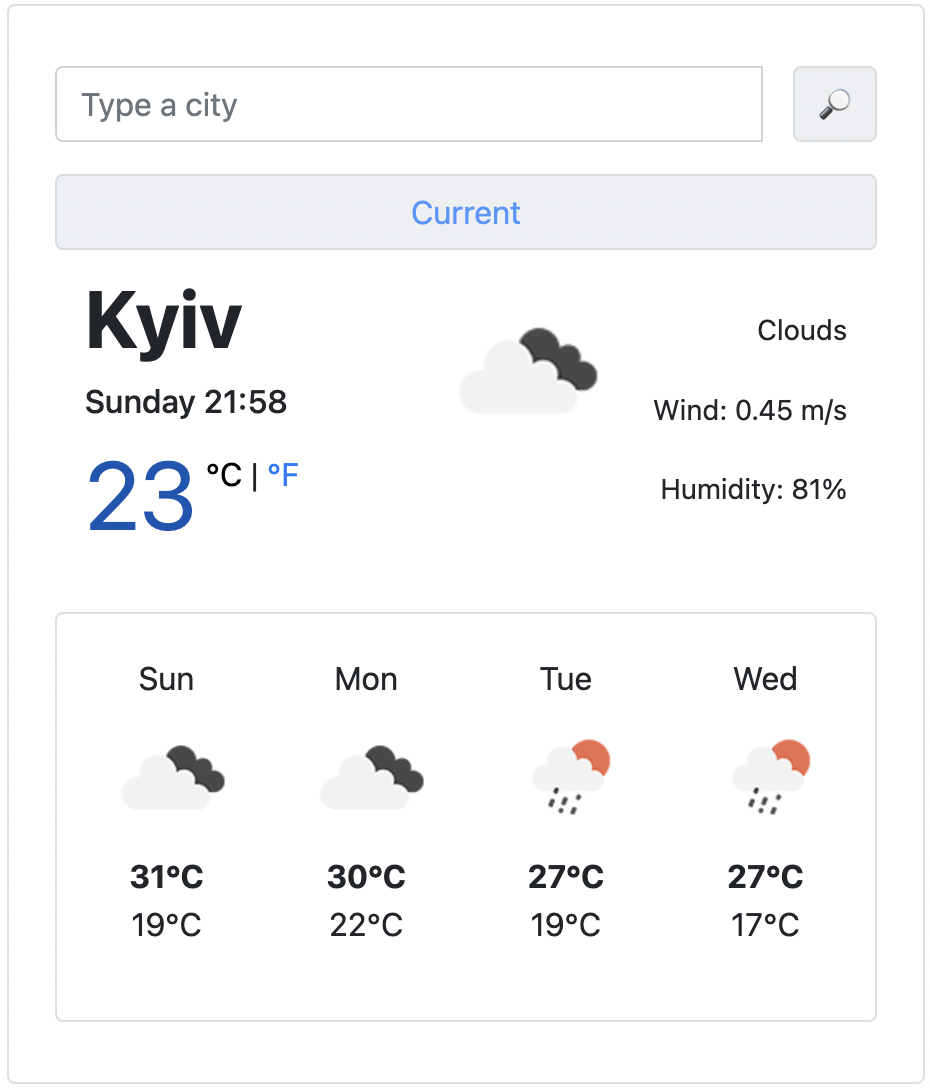 Type a city
Current
Kyiv
Sunday 21:58
23 °C | °F
Clouds
Wind: 0.45 m/s
Humidity: 81%
Sun Mon Tue Wed
31°C 30°C 27°C 27°C
19°C 22°C 19°C 17°C